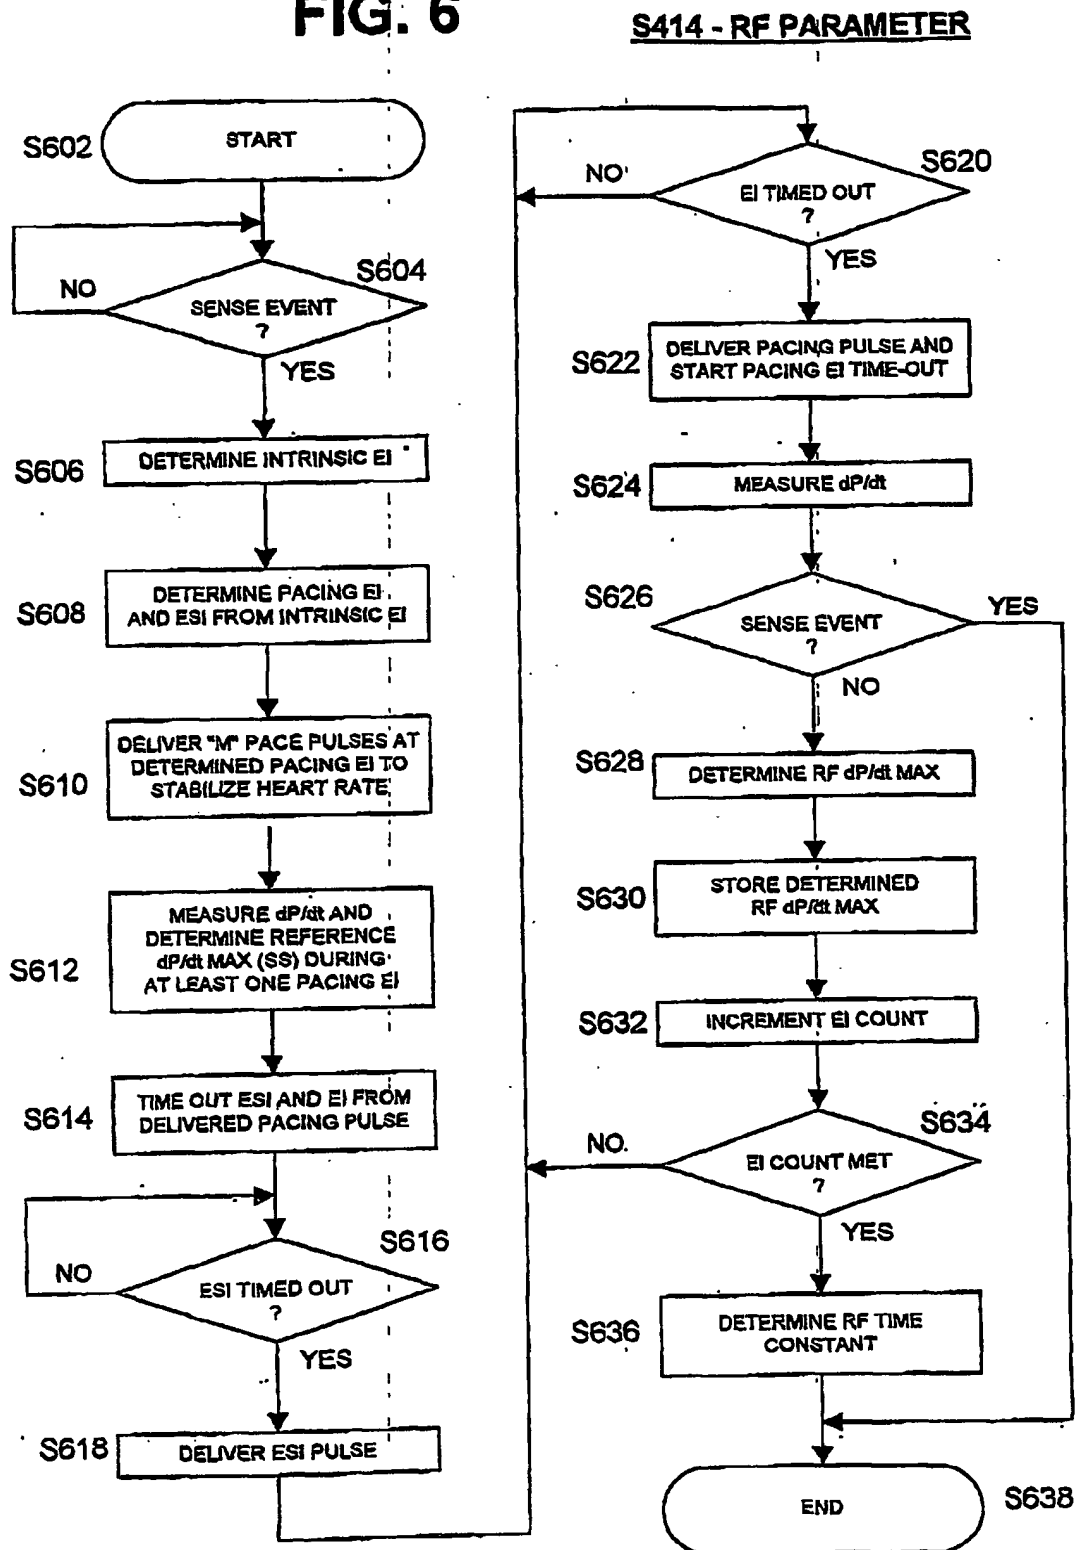 FIG. 6
S414 - RF PARAMETER
S602
START
S604
NO
SENSE EVENT
?
YES
S606
DETERMINE INTRINSIC EI
S608
DETERMINE PACING EI
AND ESI FROM INTRINSIC EI
S610
DELIVER "M" PACE PULSES AT
DETERMINED PACING EI TO
STABILIZE HEART RATE
S612
MEASURE dP/dt AND
DETERMINE REFERENCE
dP/dt MAX (SS) DURING
AT LEAST ONE PACING EI
S614
TIME OUT ESI AND EI FROM
DELIVERED PACING PULSE
S616
NO
ESI TIMED OUT
?
YES
S618
DELIVER ESI PULSE
S620
NO
EI TIMED OUT
?
YES
S622
DELIVER PACING PULSE AND
START PACING EI TIME-OUT
S624
MEASURE dP/dt
S626
YES
SENSE EVENT
?
NO
S628
DETERMINE RF dP/dt MAX
S630
STORE DETERMINED
RF dP/dt MAX
S632
INCREMENT EI COUNT
S634
NO
EI COUNT MET
?
YES
S636
DETERMINE RF TIME
CONSTANT
END
S638